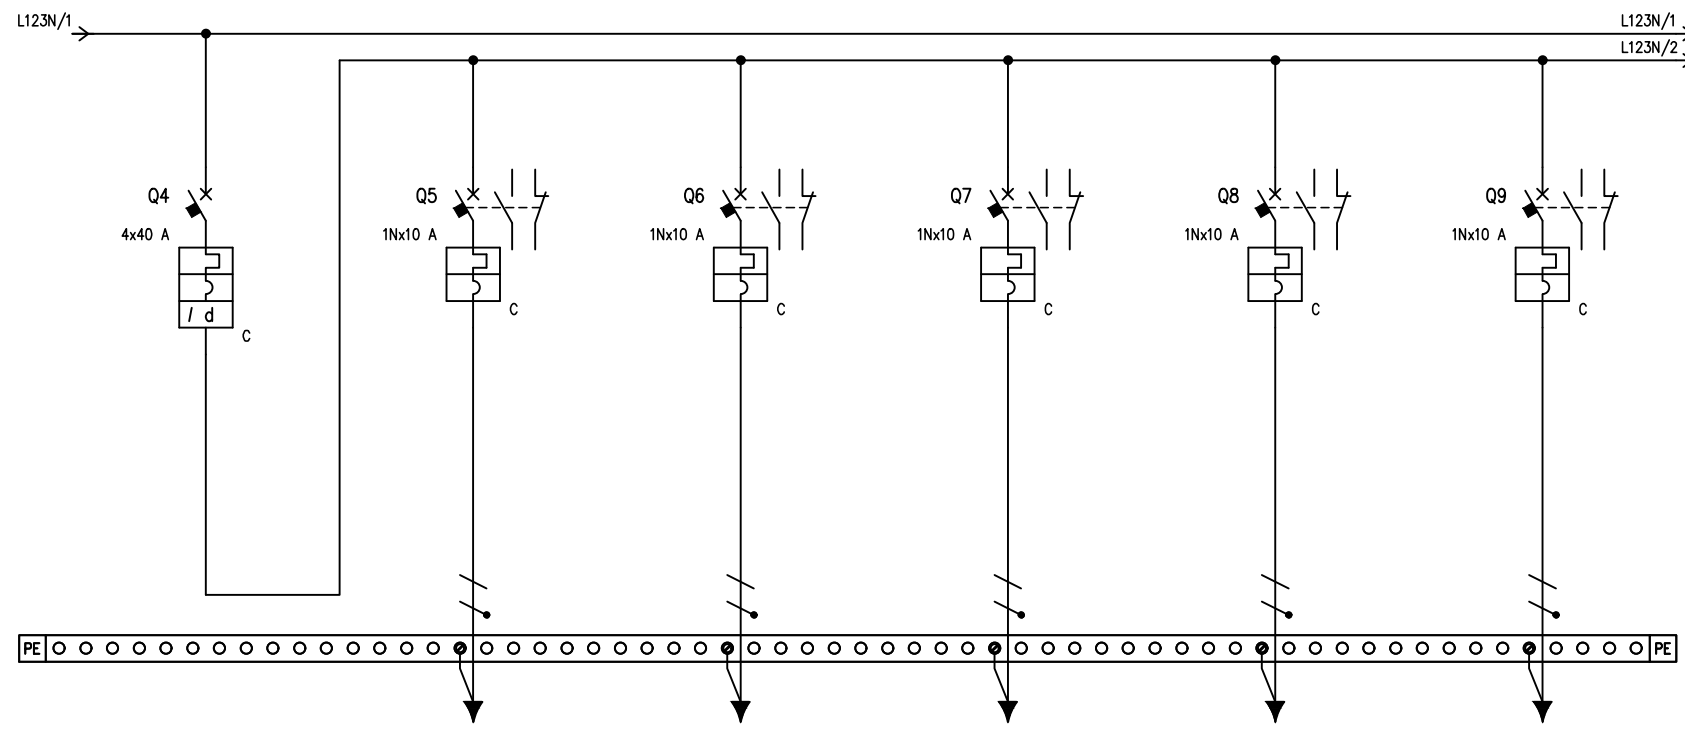 L123N/1
L123N/1
L123N/2
Q4
Q5
Q6
Q7
Q8
Q9
4x40 A
1Nx10 A
1Nx10 A
1Nx10 A
1Nx10 A
1Nx10 A
I d
C
C
C
C
C
C
PE
PE